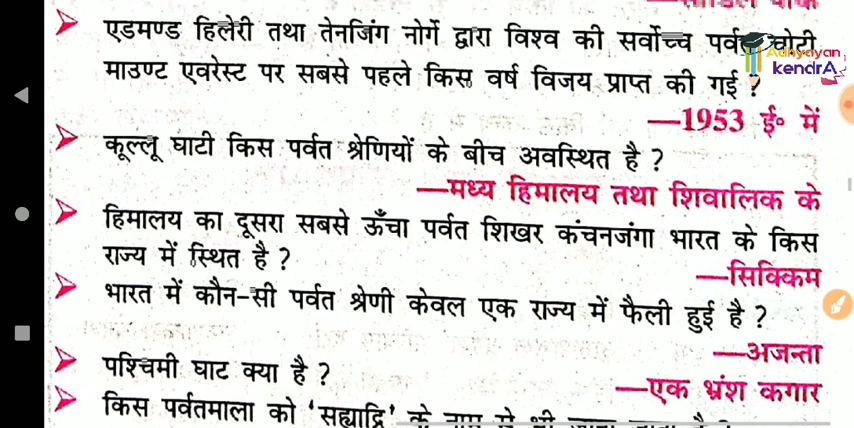 एडमण्ड हिलेरी तथा तेनजिंग नोर्गे द्वारा विश्व की सर्वोच्च पर्वत चोटी
माउण्ट एवरेस्ट पर सबसे पहले किस वर्ष विजय प्राप्त की गई ?
Adhyayan
kendrA
—1953 ई० में
कूल्लू घाटी किस पर्वत श्रेणियों के बीच अवस्थित है ?
—मध्य हिमालय तथा शिवालिक के
हिमालय का दूसरा सबसे ऊँचा पर्वत शिखर कंचनजंगा भारत के किस
राज्य में स्थित है ?
—सिक्किम
भारत में कौन-सी पर्वत श्रेणी केवल एक राज्य में फैली हुई है ?
—अजन्ता
पश्चिमी घाट क्या है ?
—एक भ्रंश कगार
किस पर्वतमाला को 'सह्याद्रि' के नाम से भी जाना जाता है ?